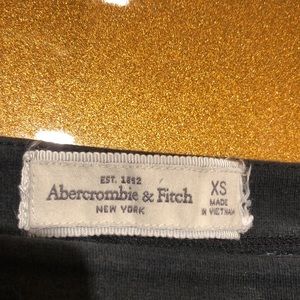 EST. 1892
Abercrombie & Fitch
NEW YORK
XS
MADE
IN VIETNAM